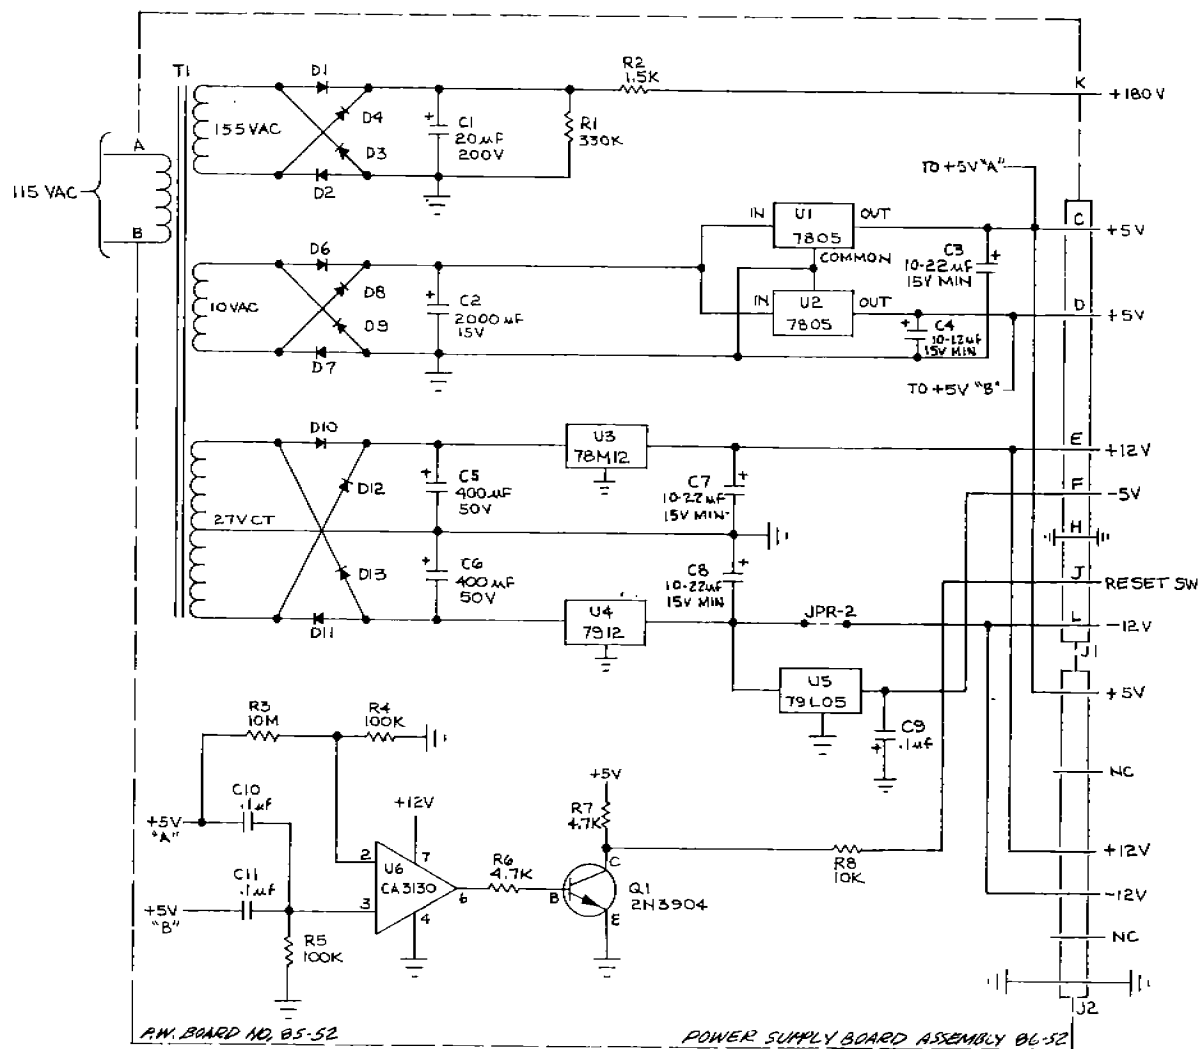 T1
115 VAC
A
B
155VAC
D1
D4
D3
D2
+
C1
20µF
200V
R1
330K
R2
1.5K
K
+180V
TO +5V "A"
10VAC
D6
D8
D9
D7
+
C2
2000µF
15V
IN
U1
7805
OUT
COMMON
IN
U2
7805
OUT
C3
10-22µF
15V MIN
+
+
C4
15V MIN
C
+5V
D
+5V
TO +5V "B"
27V CT
D10
D12
D13
D11
+
C5
400µF
50V
+
C6
400µF
50V
U3
78M12
U4
7912
+
C7
10-22µF
15V MIN
+
C8
10-22µF
15V MIN
JPR-2
U5
79L05
C9
.1µF
+
E
+12V
F
-5V
H
J
RESET SW
L
-12V
J1
+5V
NC
+12V
-12V
NC
J2
R3
10M
R4
100K
C10
.1µF
+5V
"A"
C11
.1µF
+5V
"B"
R5
100K
2
3
U6
CA3130
+12V
7
4
6
R6
4.7K
+5V
R7
4.7K
B
C
E
Q1
2N3904
R8
10K
P.W. BOARD NO. 85-52
POWER SUPPLY BOARD ASSEMBLY 86-52